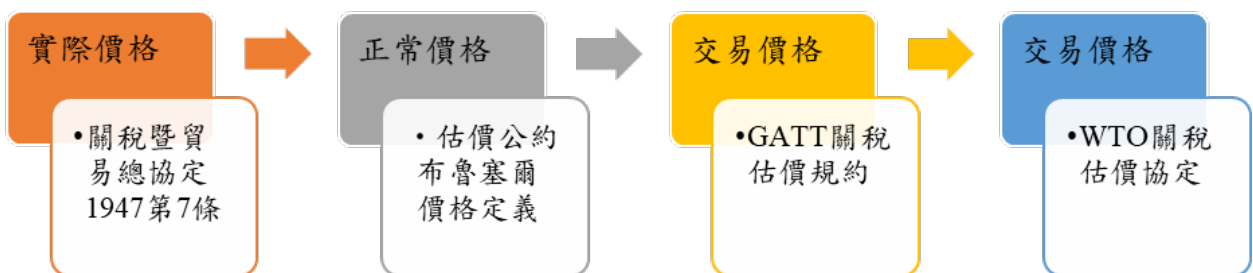 實際價格
•關稅暨貿
易總協定
1947第7條
正常價格
• 估價公約
布魯塞爾
價格定義
交易價格
•GATT關稅
估價規約
交易價格
•WTO關稅
估價協定